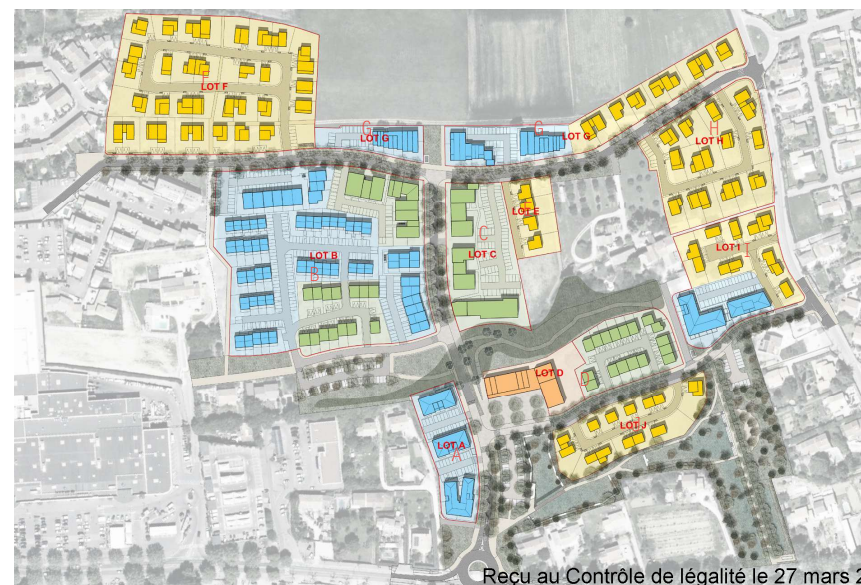 LOT F
G
LOT G
G
LOT G
H
LOT H
LOT E
C
LOT C
LOT B
B
LOT I
I
LOT D
LOT J
LOT A
A
Reçu au Contrôle de légalité le 27 mars 2